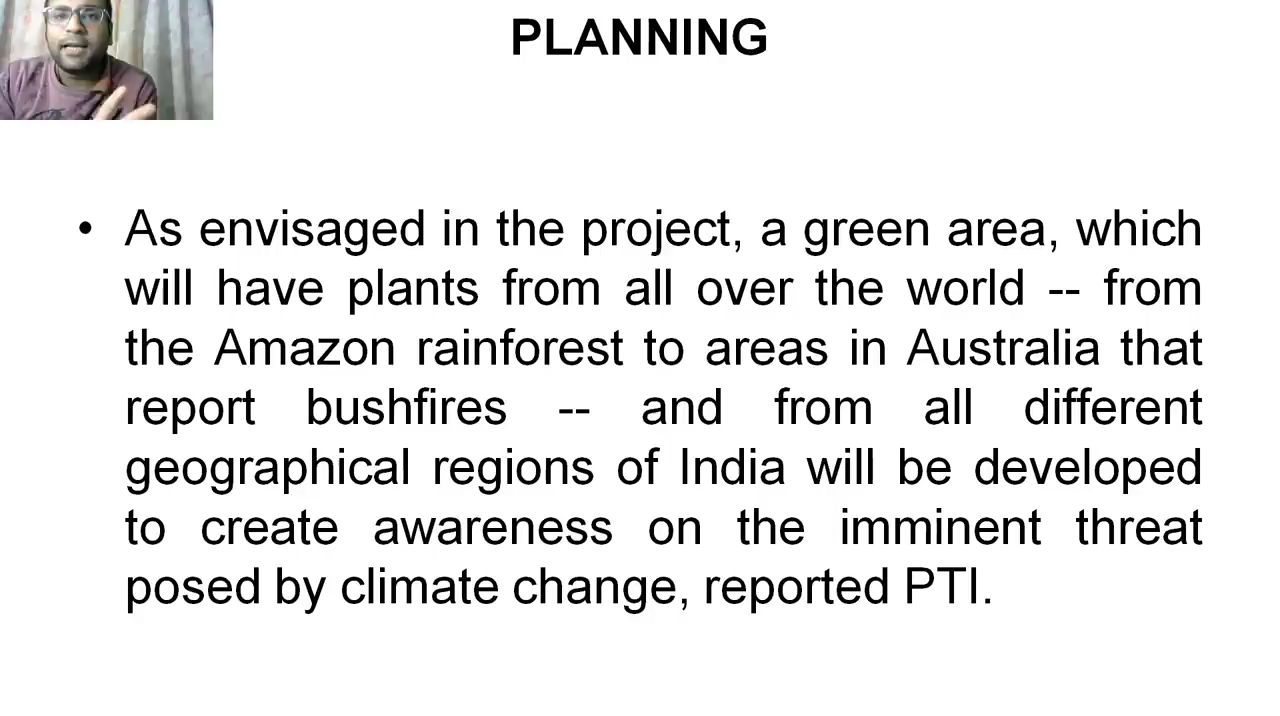 PLANNING
• As envisaged in the project, a green area, which
will have plants from all over the world -- from
the Amazon rainforest to areas in Australia that
report bushfires -- and from all different
geographical regions of India will be developed
to create awareness on the imminent threat
posed by climate change, reported PTI.